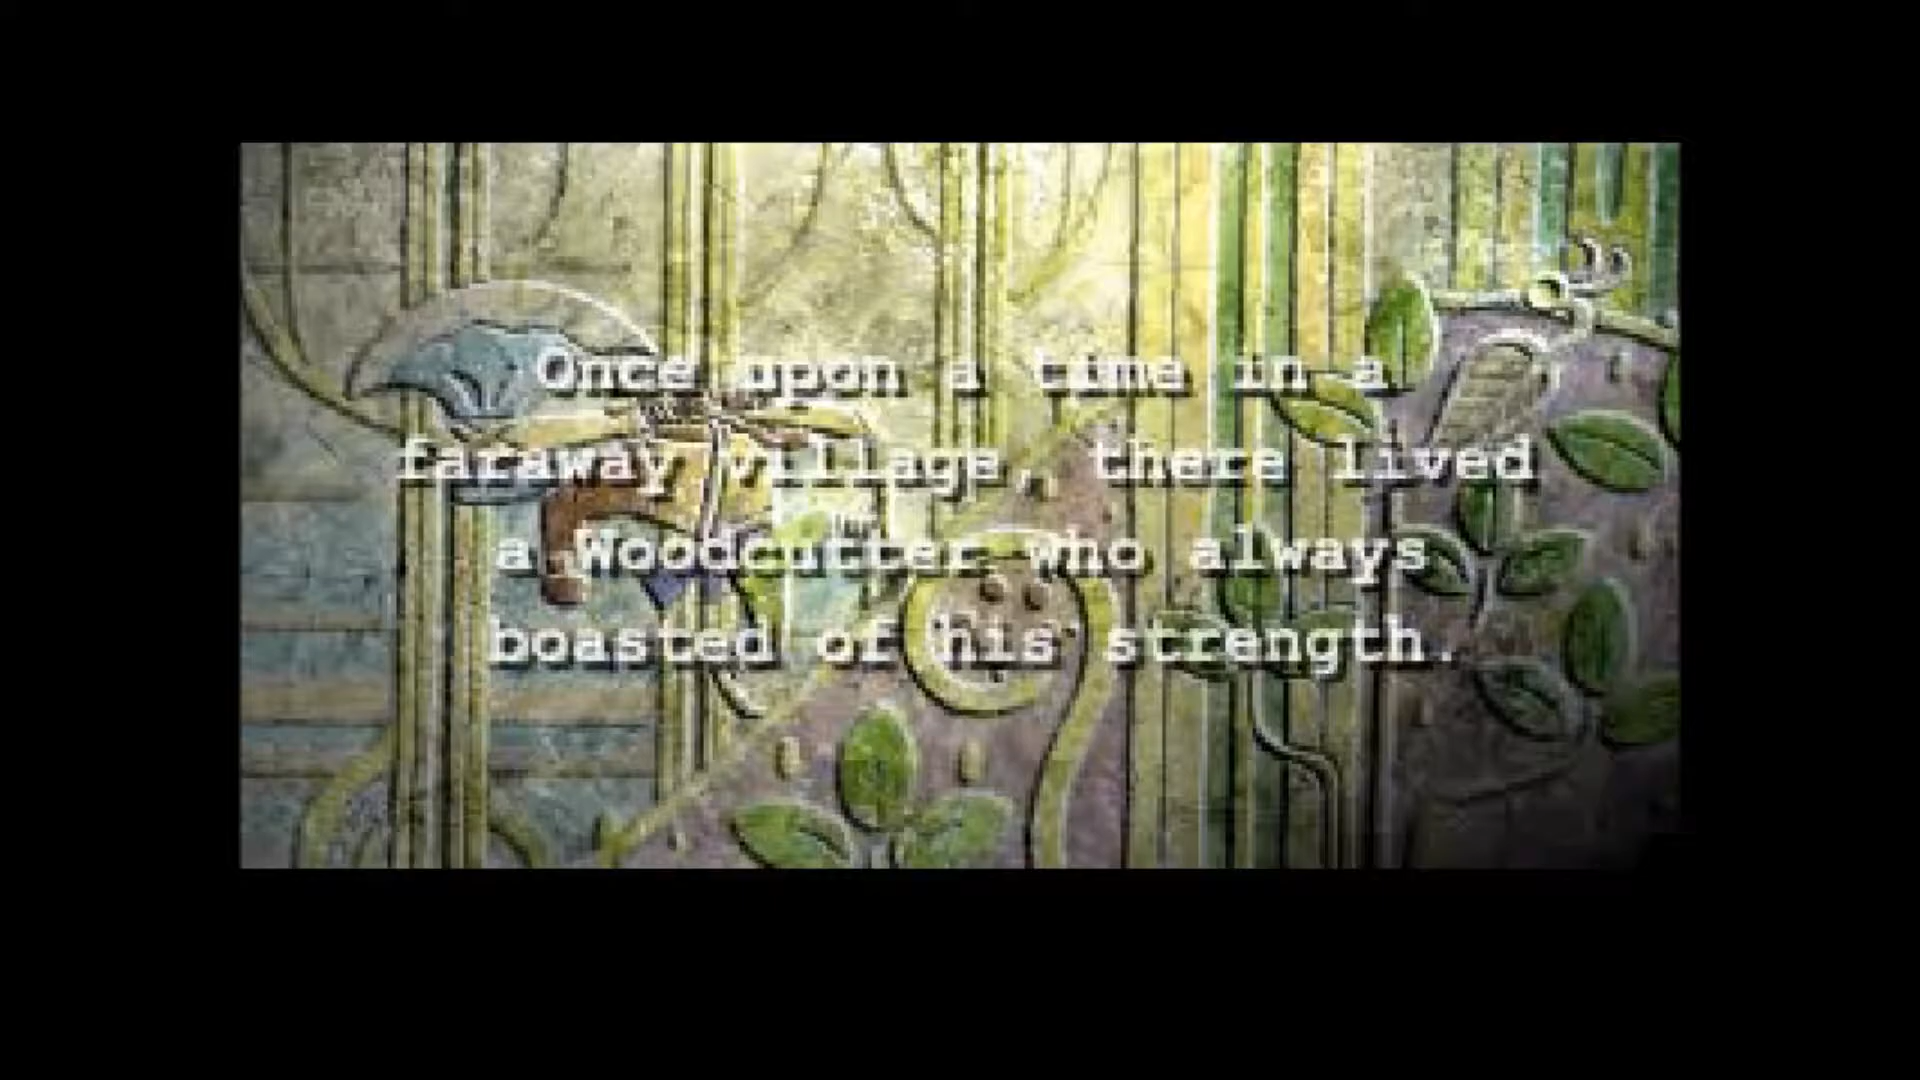 Once upon a time in a
faraway village, there lived
a Woodcutter who always
boasted of his strength.